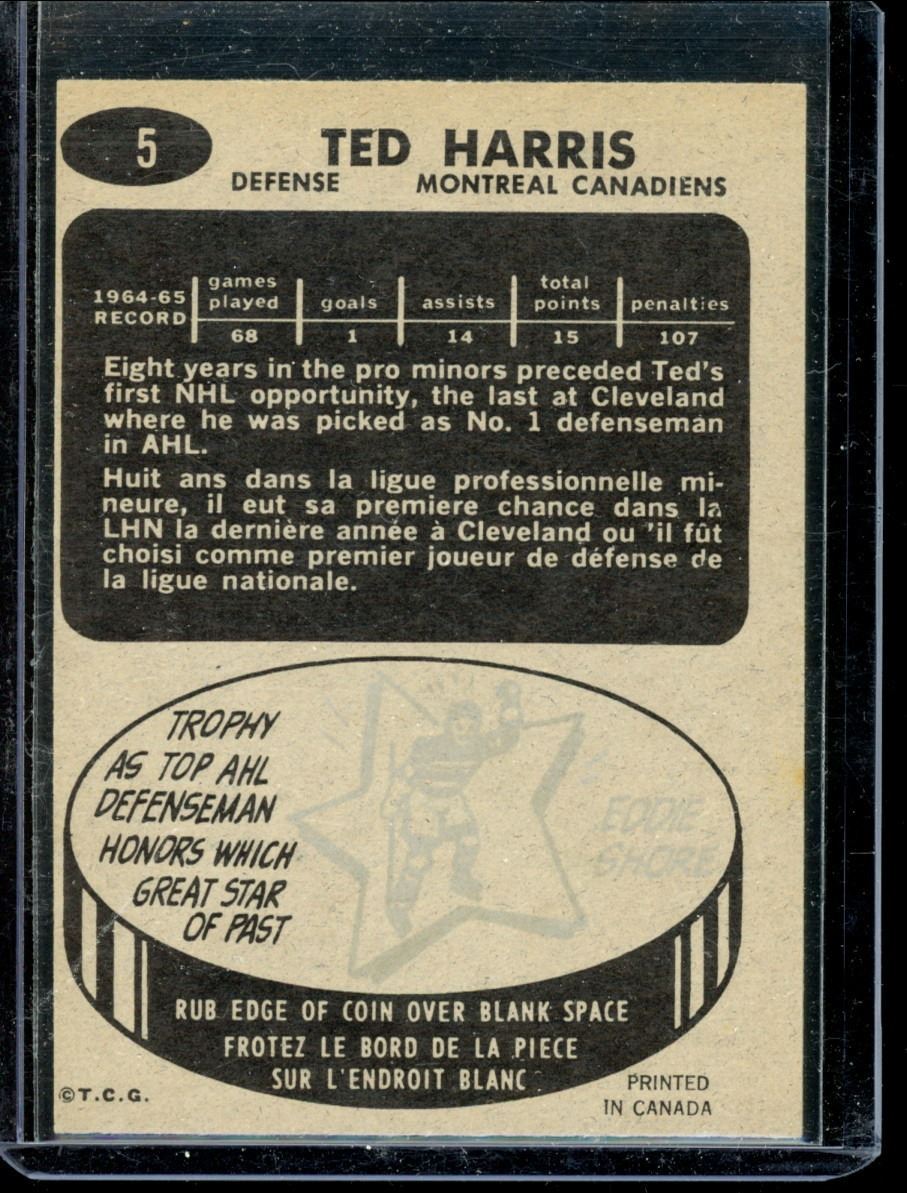 5
TED HARRIS
DEFENSE MONTREAL CANADIENS
1964-65 RECORD games played goals assists total points penalties
68 1 14 15 107
Eight years in the pro minors preceded Ted's
first NHL opportunity, the last at Cleveland
where he was picked as No. 1 defenseman
in AHL.
Huit ans dans la ligue professionnelle mi-
neure, il eut sa premiere chance dans la
LHN la dernière année à Cleveland ou 'il fût
choisi comme premier joueur de défense de
la ligue nationale.
TROPHY
AS TOP AHL
DEFENSEMAN
HONORS WHICH
GREAT STAR
OF PAST
EDDIE
SHORE
RUB EDGE OF COIN OVER BLANK SPACE
FROTEZ LE BORD DE LA PIECE
SUR L'ENDROIT BLANC
©T.C.G.
PRINTED
IN CANADA